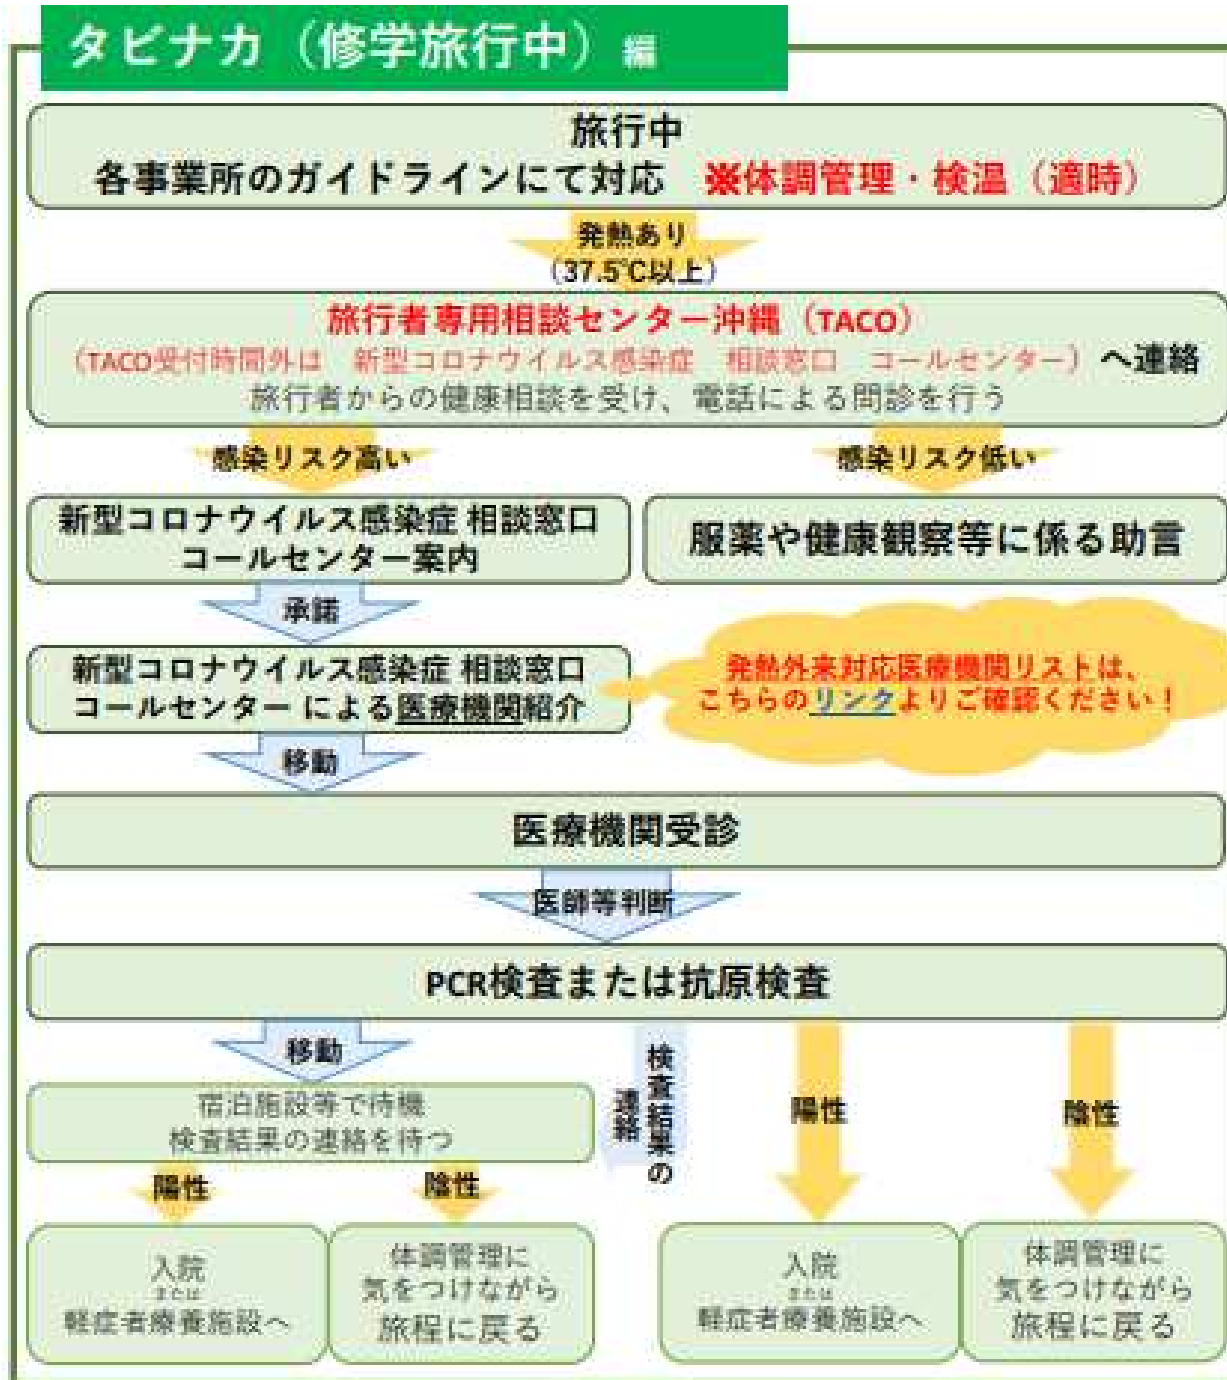 タビナカ（修学旅行中）編
旅行中
各事業所のガイドラインにて対応　※体調管理・検温（適時）
発熱あり
（37.5℃以上）
旅行者専用相談センター沖縄（TACO）
（TACO受付時間外は　新型コロナウイルス感染症　相談窓口　コールセンター）へ連絡
旅行者からの健康相談を受け、電話による問診を行う
感染リスク高い
感染リスク低い
新型コロナウイルス感染症 相談窓口
コールセンター案内
服薬や健康観察等に係る助言
承諾
新型コロナウイルス感染症 相談窓口
コールセンター による医療機関紹介
発熱外来対応医療機関リストは、
こちらのリンクよりご確認ください！
移動
医療機関受診
医師等判断
PCR検査または抗原検査
移動
検査結果の
連絡
陽性
陰性
宿泊施設等で待機
検査結果の連絡を待つ
陽性
陰性
入院
または
軽症者療養施設へ
体調管理に
気をつけながら
旅程に戻る
入院
または
軽症者療養施設へ
体調管理に
気をつけながら
旅程に戻る